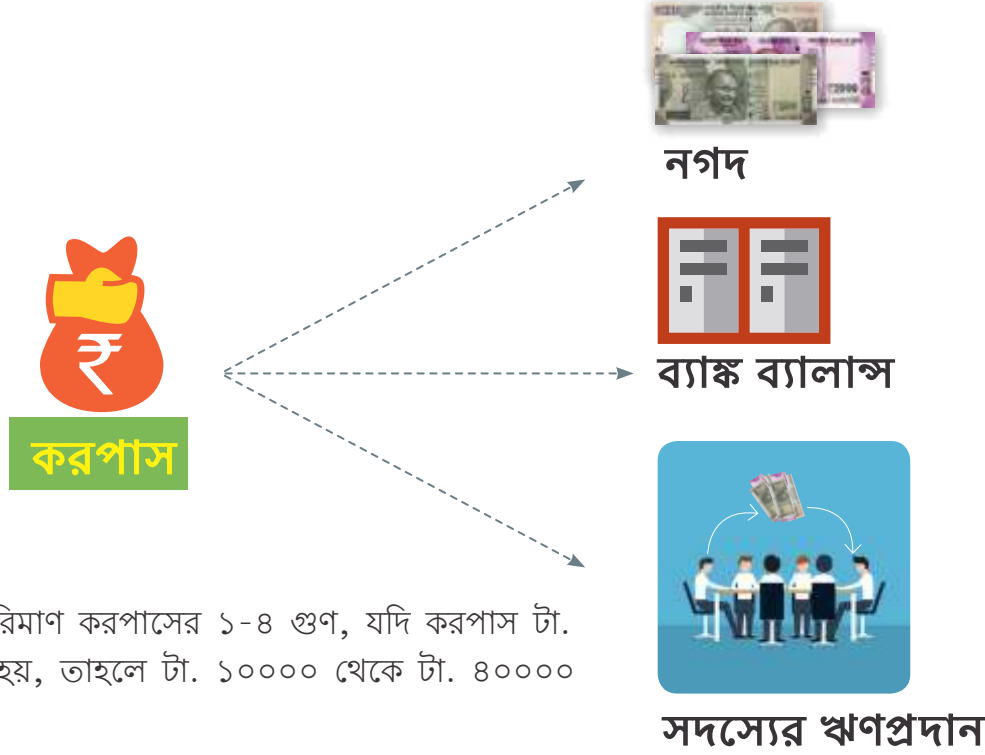 নগদ
ব্যাঙ্ক ব্যালান্স
করপাস
করপাসের ১-৪ গুণ, যদি করপাস টা.
হয়, তাহলে টা. ১০০০০ থেকে টা. ৪০০০০
সদস্যের ঋণপ্রদান